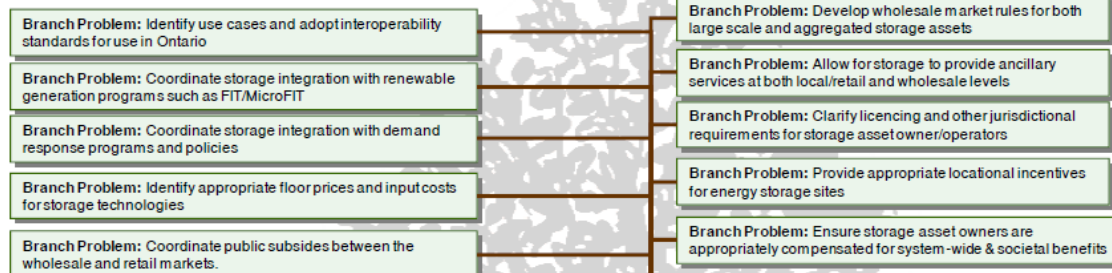 Branch Problem: Identify use cases and adopt interoperability
standards for use in Ontario
Branch Problem: Coordinate storage integration with renewable
generation programs such as FIT/MicroFIT
Branch Problem: Coordinate storage integration with demand
response programs and policies
Branch Problem: Identify appropriate floor prices and input costs
for storage technologies
Branch Problem: Coordinate public subsides between the
wholesale and retail markets.
Branch Problem: Develop wholesale market rules for both
large scale and aggregated storage assets
Branch Problem: Allow for storage to provide ancillary
services at both local/retail and wholesale levels
Branch Problem: Clarify licencing and other jurisdictional
requirements for storage asset owner/operators
Branch Problem: Provide appropriate locational incentives
for energy storage sites
Branch Problem: Ensure storage asset owners are
appropriately compensated for system-wide & societal benefits